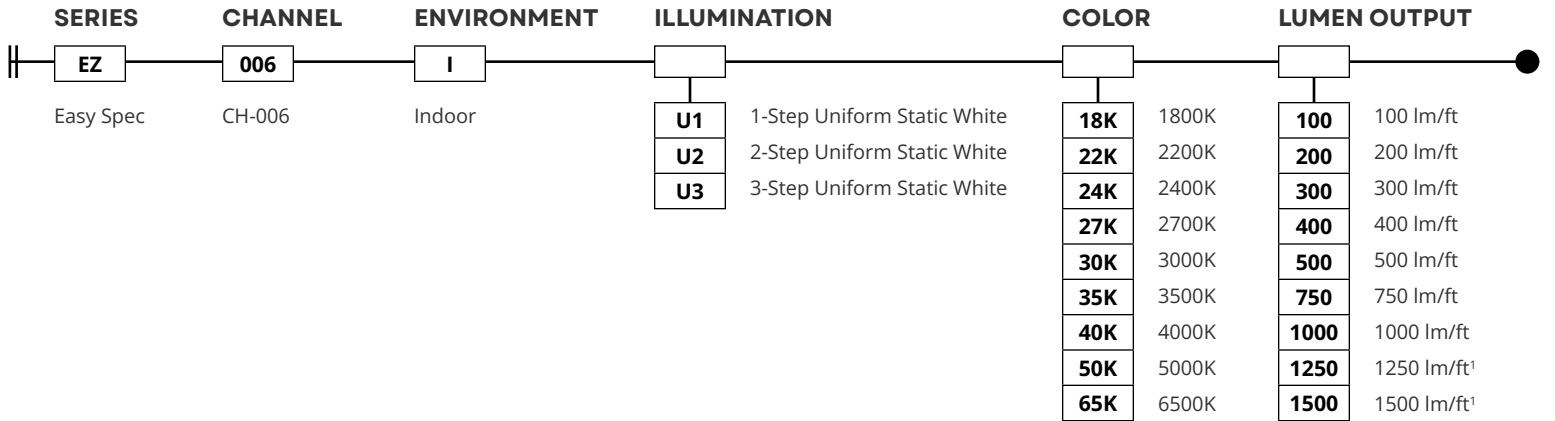 SERIES CHANNEL ENVIRONMENT ILLUMINATION COLOR LUMEN OUTPUT
EZ 006 I
Easy Spec CH-006 Indoor
U1 1-Step Uniform Static White 18K 1800K 100 100 lm/ft
U2 2-Step Uniform Static White 22K 2200K 200 200 lm/ft
U3 3-Step Uniform Static White 24K 2400K 300 300 lm/ft
27K 2700K 400 400 lm/ft
30K 3000K 500 500 lm/ft
35K 3500K 750 750 lm/ft
40K 4000K 1000 1000 lm/ft
50K 5000K 1250 1250 lm/ft¹
65K 6500K 1500 1500 lm/ft¹